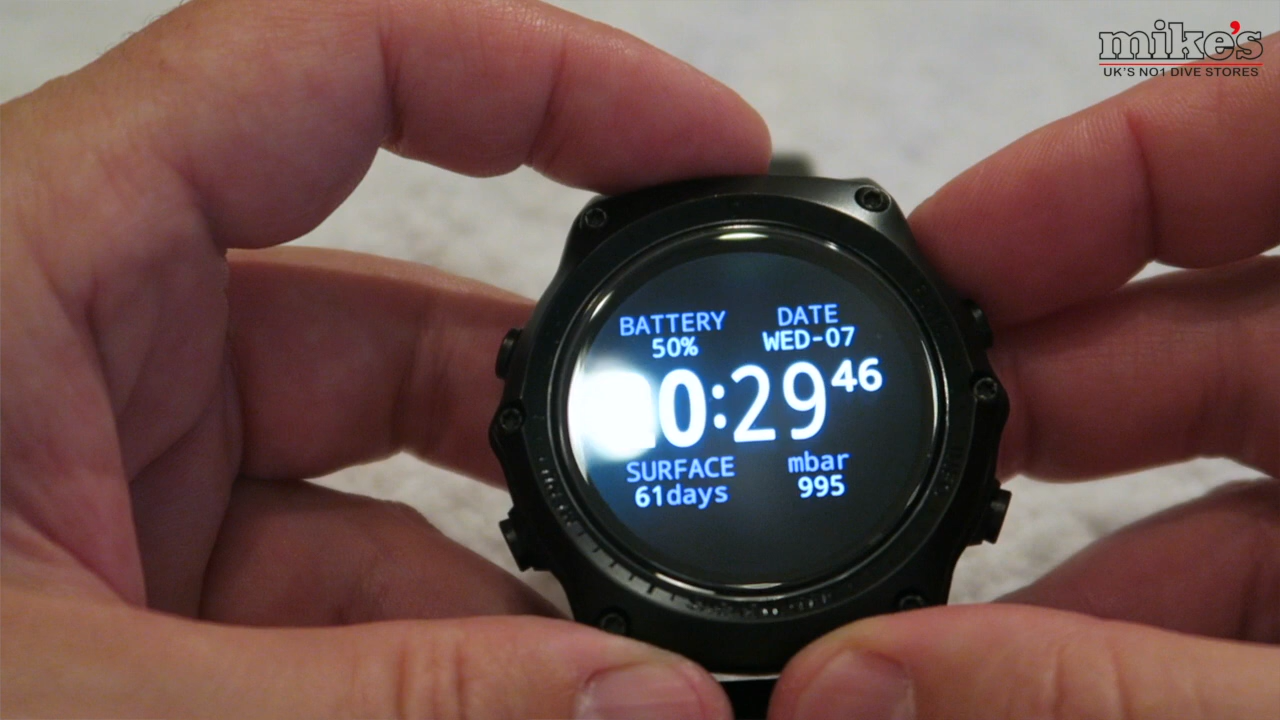 mike's
UK'S NO1 DIVE STORES
BATTERY
50%
DATE
WED-07
0:29 46
SURFACE
61days
mbar
995